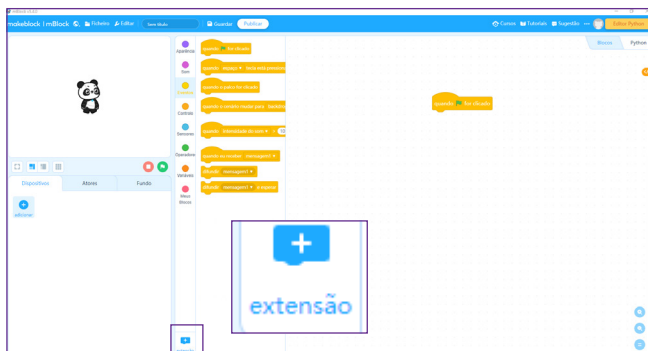 mBlock v5.4.0
makeblock | mBlock
Ficheiro
Editar
Sem título
Guardar
Publicar
Cursos
Tutoriais
Sugestão
Editor Python
Blocos
Python
Aparência
Som
Eventos
Controlo
Sensores
Operadores
Variáveis
Meus Blocos
quando for clicado
quando espaço tecla está pressionada
quando o palco for clicado
quando o cenário mudar para
quando intensidade do som > 10
quando eu receber mensagem1
difundir mensagem1
difundir mensagem1 e espera
quando for clicado
Dispositivos
Atores
Fundo
adicionar
extensão